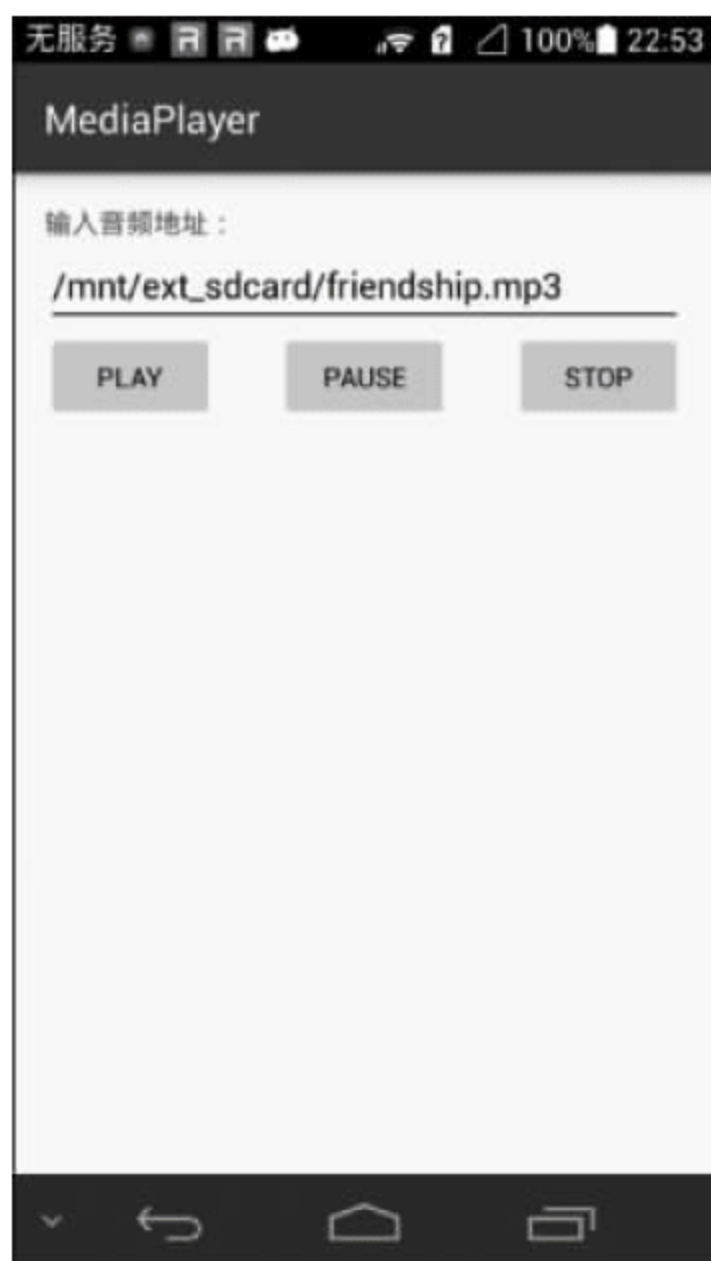 无服务 100% 22:53
MediaPlayer
输入音频地址：
/mnt/ext_sdcard/friendship.mp3
PLAY PAUSE STOP